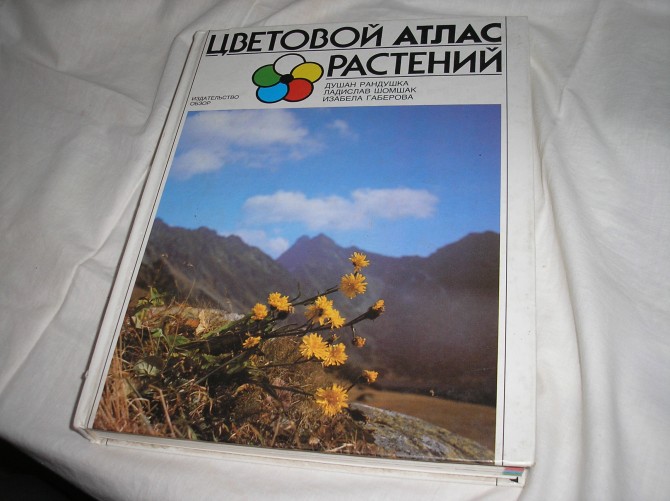 ЦВЕТОВОЙ АТЛАС
РАСТЕНИЙ
ДУШАН РАНДУШКА
ЛАДИСЛАВ ШОМШАК
ИЗАБЕЛА ГАБЕРОВА
ИЗДАТЕЛЬСТВО
ОБЗОР